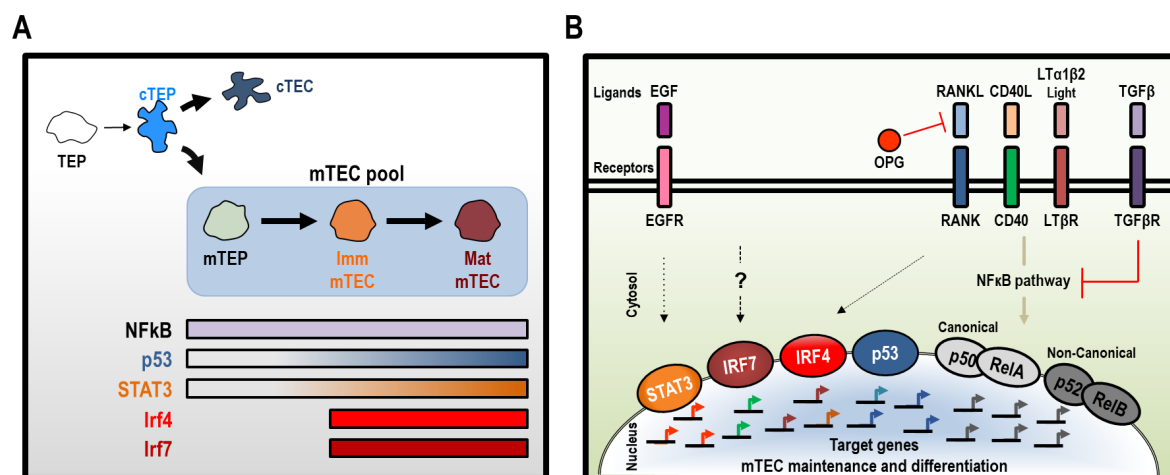 A
cTEP
cTEC
TEP
mTEC pool
mTEP
Imm
mTEC
Mat
mTEC
NFkB
p53
STAT3
Irf4
Irf7
B
Ligands
EGF
RANKL
CD40L
LTα1β2
Light
TGFβ
OPG
Receptors
EGFR
RANK
CD40
LTβR
TGFβR
Cytosol
?
NFκB pathway
STAT3
IRF7
IRF4
p53
Canonical
p50
RelA
Non-Canonical
p52
RelB
Nucleus
Target genes
mTEC maintenance and differentiation